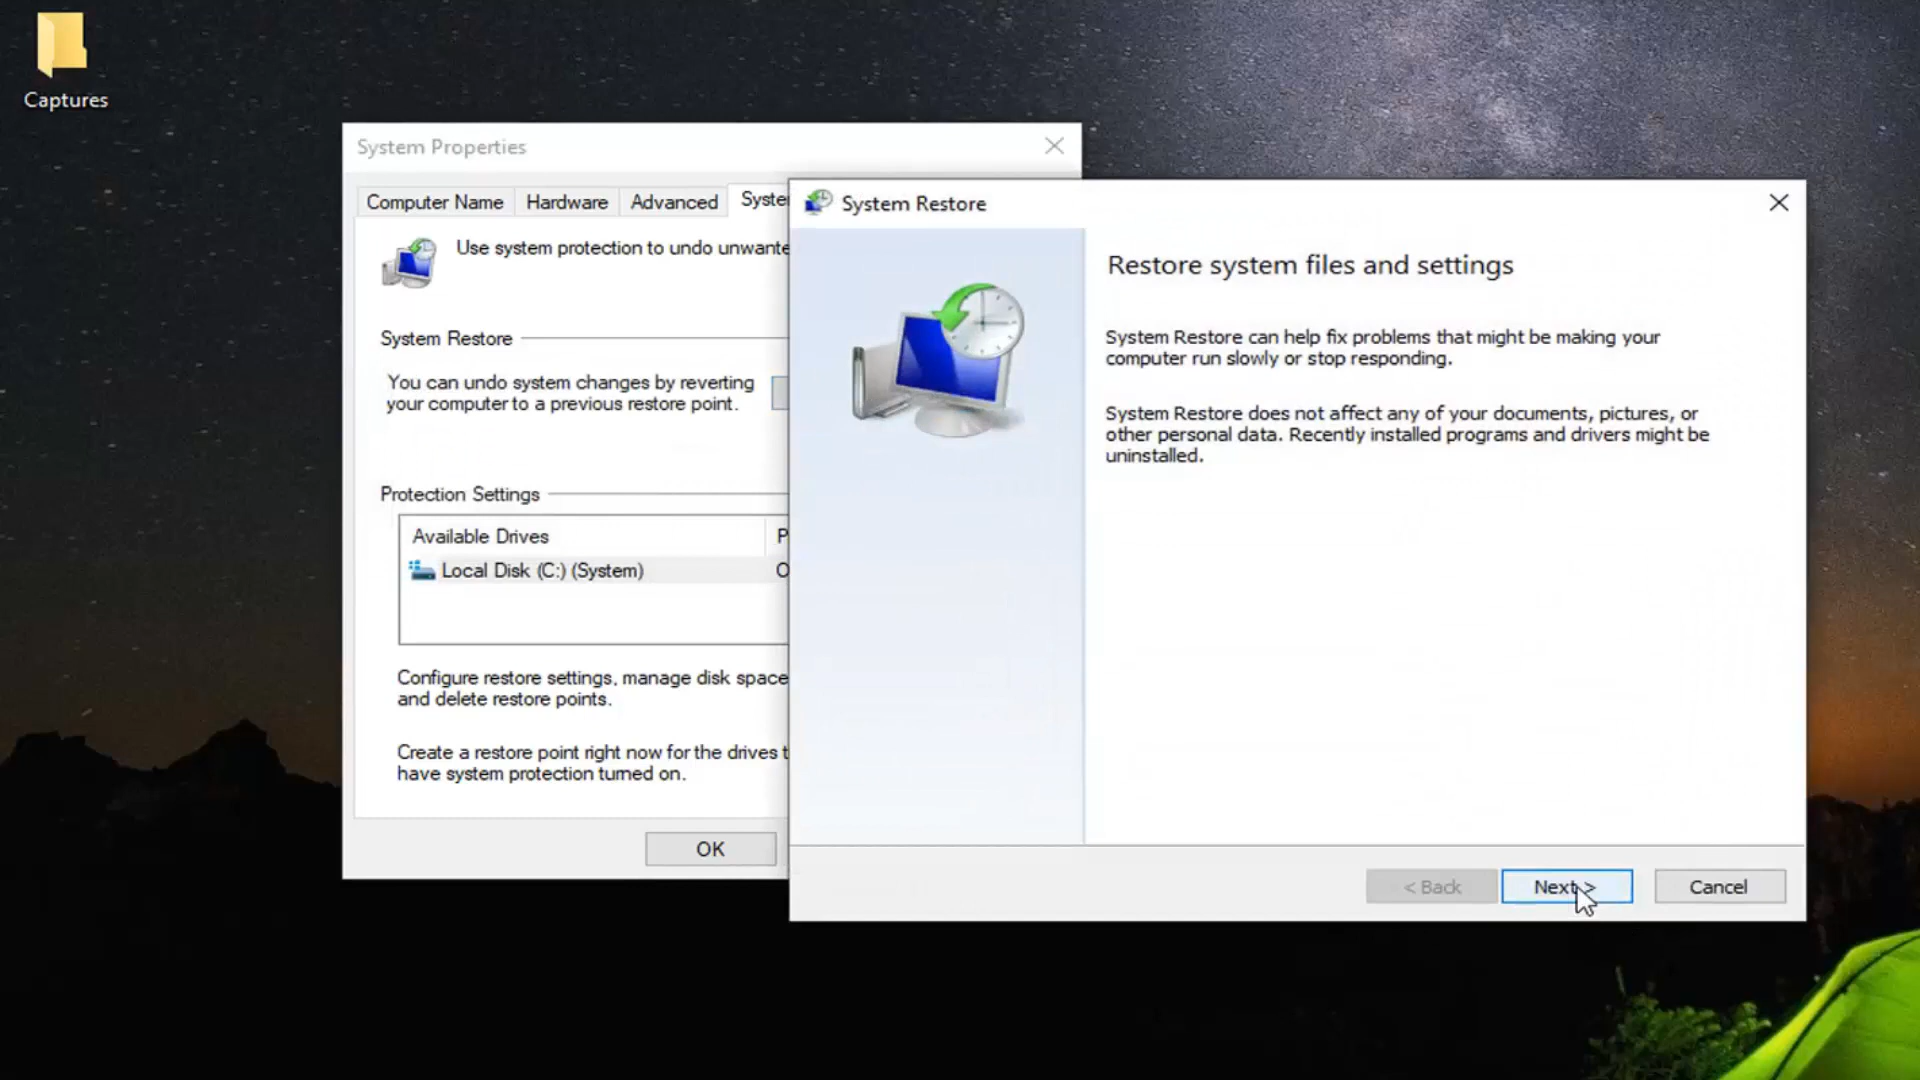 Captures
System Properties
Computer Name
Hardware
Advanced
Use system protection to undo
System Restore
You can undo system changes by reverting
your computer to a previous restore point.
Protection Settings
Available Drives
Local Disk (C:) (System)
Configure restore settings, manage disk space
and delete restore points.
Create a restore point right now for the drives
have system protection turned on.
OK
System Restore
Restore system files and settings
System Restore can help fix problems that might be making your
computer run slowly or stop responding.
System Restore does not affect any of your documents, pictures, or
other personal data. Recently installed programs and drivers might be
uninstalled.
< Back
Next >
Cancel